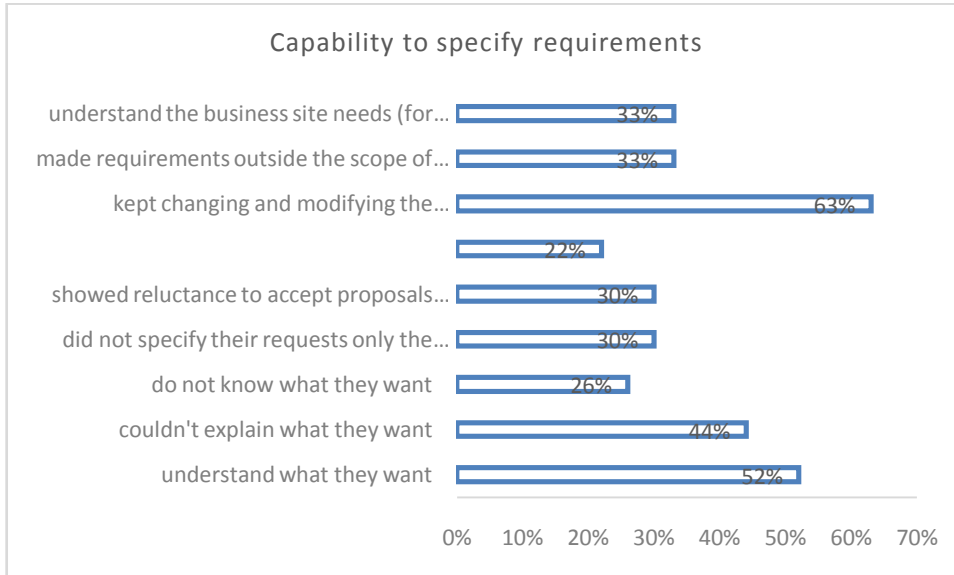 Capability to specify requirements
understand the business site needs (for... 33%
made requirements outside the scope of... 33%
kept changing and modifying the... 63%
22%
showed reluctance to accept proposals... 30%
did not specify their requests only the... 30%
do not know what they want 26%
couldn't explain what they want 44%
understand what they want 52%
0% 10% 20% 30% 40% 50% 60% 70%